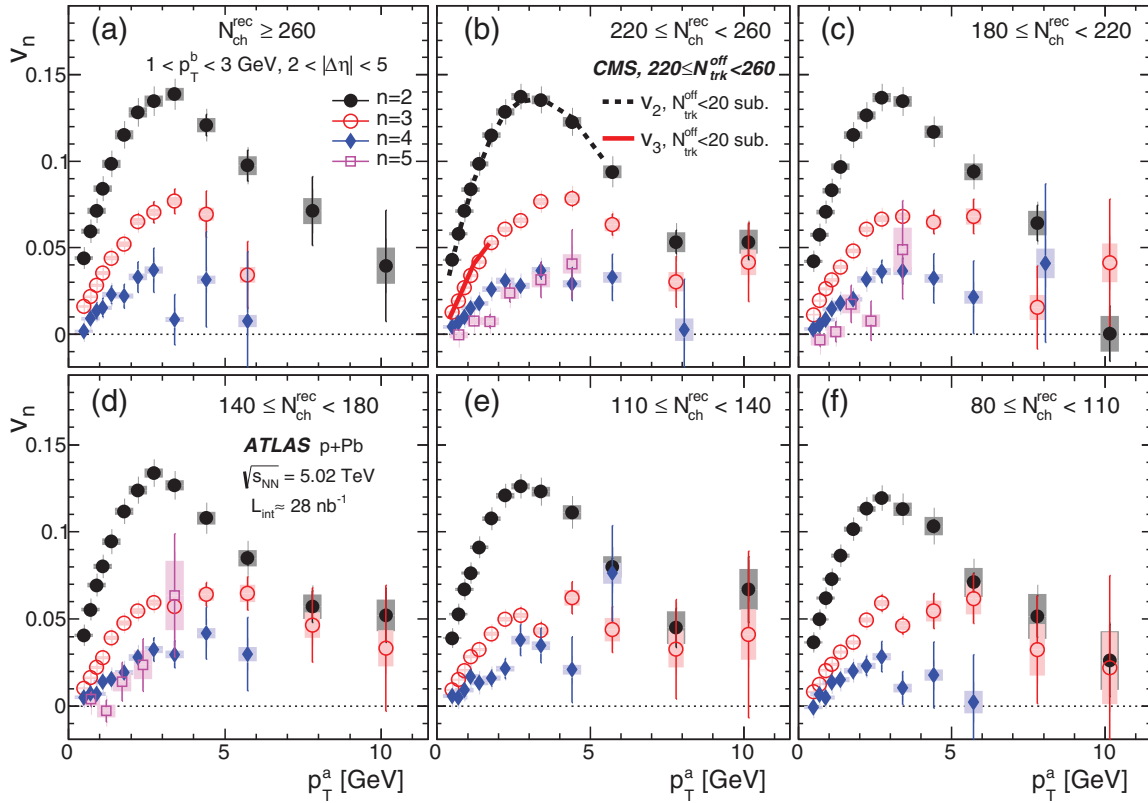 (a)
N_ch^rec ≥ 260
1 < p_T^b < 3 GeV, 2 < |Δη| < 5
n=2
n=3
n=4
n=5
(b)
220 ≤ N_ch^rec < 260
CMS, 220≤N_trk^off<260
v₂, N_trk^off<20 sub.
v₃, N_trk^off<20 sub.
(c)
180 ≤ N_ch^rec < 220
v_n
0.15
0.1
0.05
0
(d)
140 ≤ N_ch^rec < 180
ATLAS p+Pb
√s_NN = 5.02 TeV
L_int ≈ 28 nb⁻¹
(e)
110 ≤ N_ch^rec < 140
(f)
80 ≤ N_ch^rec < 110
v_n
0.15
0.1
0.05
0
0 5 10 0 5 10 0 5 10
p_T^a [GeV] p_T^a [GeV] p_T^a [GeV]